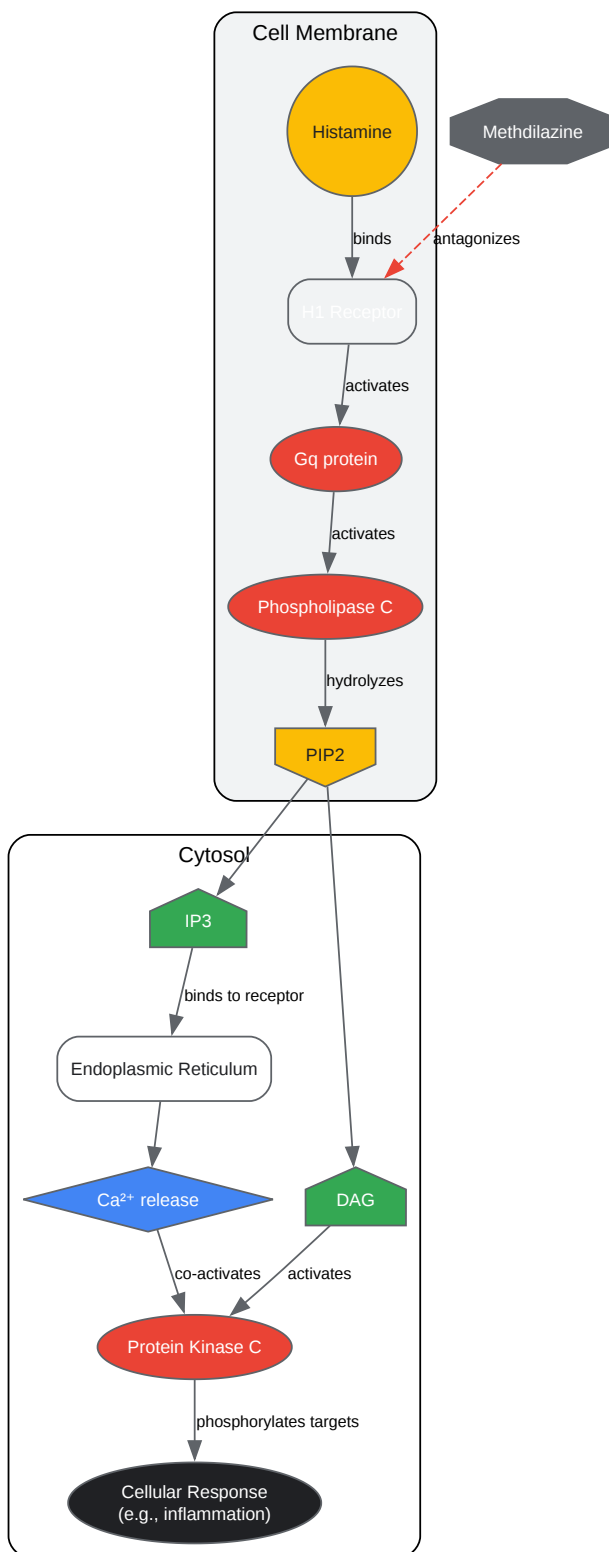 Cell Membrane
Histamine
Methdilazine
binds
antagonizes
H1 Receptor
activates
Gq protein
activates
Phospholipase C
hydrolyzes
PIP2
Cytosol
IP3
binds to receptor
Endoplasmic Reticulum
Ca²⁺ release
DAG
co-activates
activates
Protein Kinase C
phosphorylates targets
Cellular Response
(e.g., inflammation)